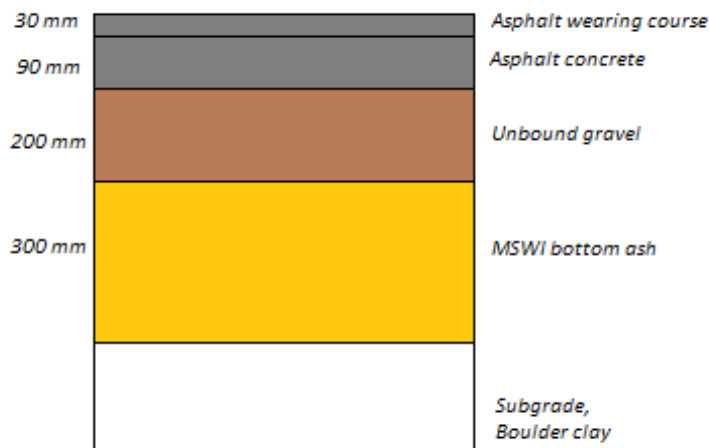 30 mm
Asphalt wearing course
90 mm
Asphalt concrete
200 mm
Unbound gravel
300 mm
MSWI bottom ash
Subgrade,
Boulder clay